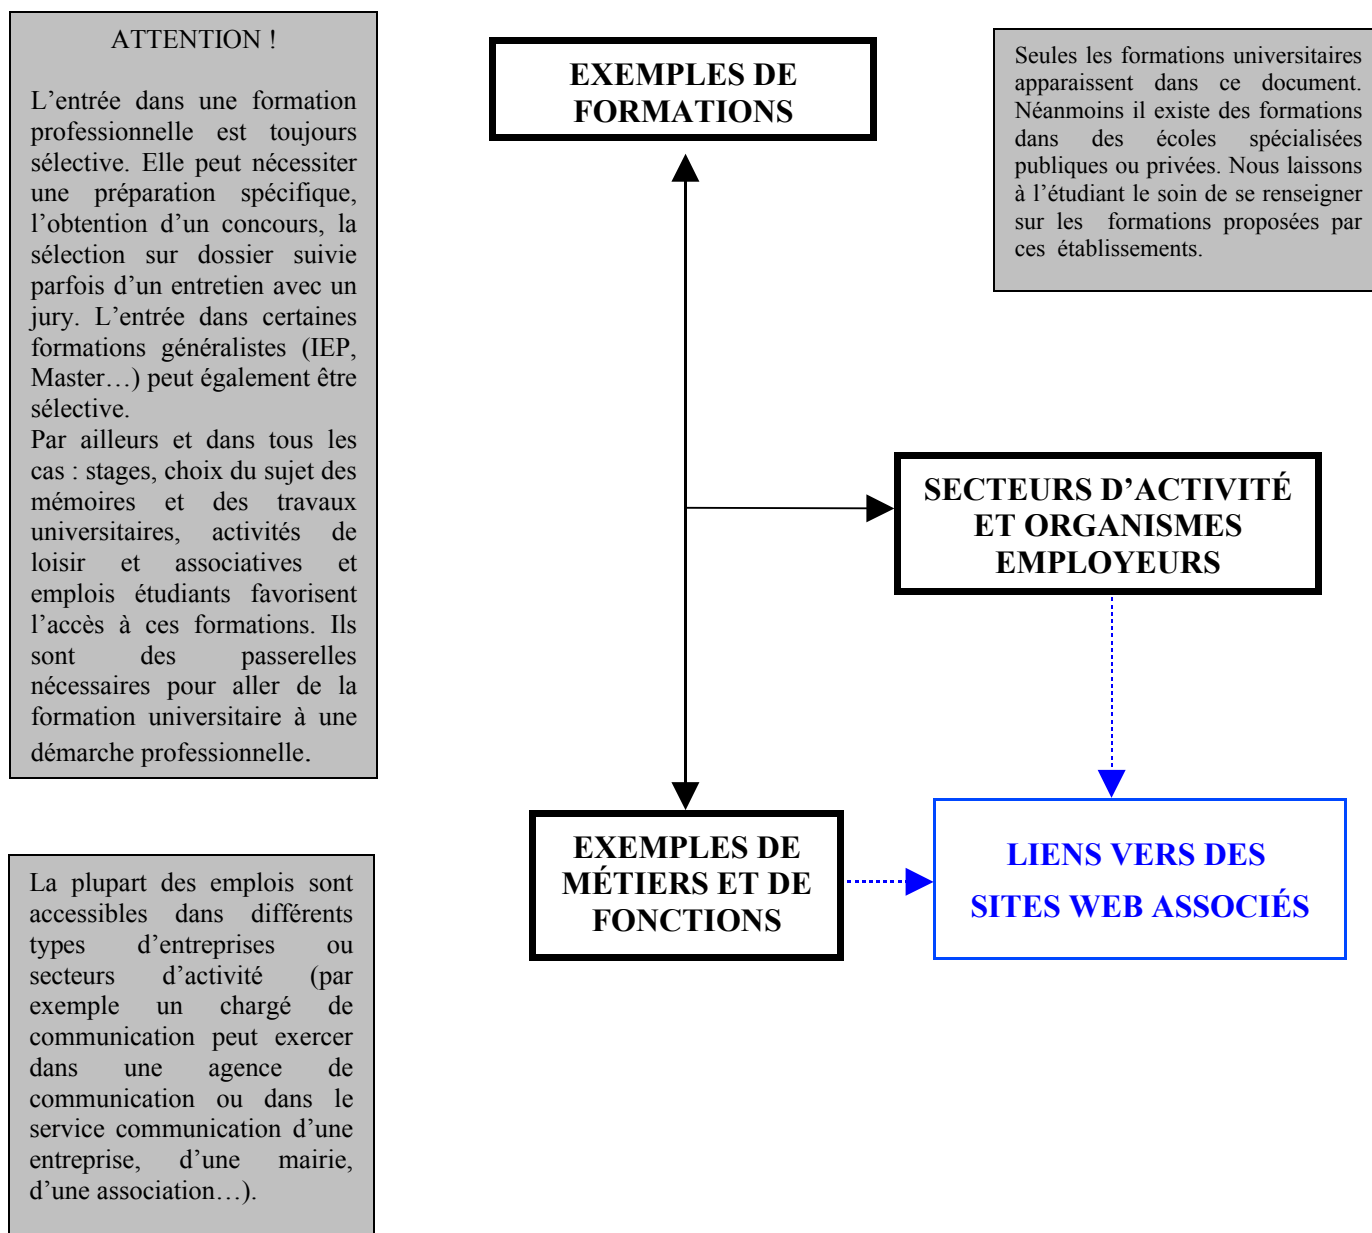 ATTENTION !
L’entrée dans une formation
professionnelle est toujours
sélective. Elle peut nécessiter
une préparation spécifique,
l’obtention d’un concours, la
sélection sur dossier suivie
parfois d’un entretien avec un
jury. L’entrée dans certaines
formations généralistes (IEP,
Master…) peut également être
sélective.
Par ailleurs et dans tous les
cas : stages, choix du sujet des
mémoires et des travaux
universitaires, activités de
loisir et associatives et
emplois étudiants favorisent
l’accès à ces formations. Ils
sont des passerelles
nécessaires pour aller de la
formation universitaire à une
démarche professionnelle.
EXEMPLES DE
FORMATIONS
Seules les formations universitaires
apparaissent dans ce document.
Néanmoins il existe des formations
dans des écoles spécialisées
publiques ou privées. Nous laissons
à l’étudiant le soin de se renseigner
sur les formations proposées par
ces établissements.
SECTEURS D’ACTIVITÉ
ET ORGANISMES
EMPLOYEURS
EXEMPLES DE
MÉTIERS ET DE
FONCTIONS
LIENS VERS DES
SITES WEB ASSOCIÉS
La plupart des emplois sont
accessibles dans différents
types d’entreprises ou
secteurs d’activité (par
exemple un chargé de
communication peut exercer
dans une agence de
communication ou dans le
service communication d’une
entreprise, d’une mairie,
d’une association…).